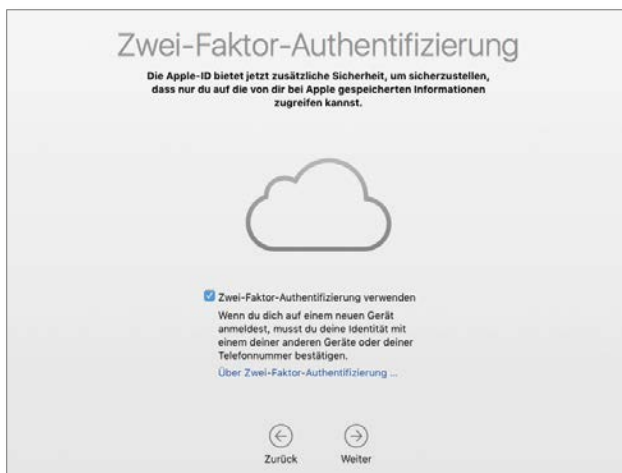 Zwei-Faktor-Authentifizierung
Die Apple-ID bietet jetzt zusätzliche Sicherheit, um sicherzustellen,
dass nur du auf die von dir bei Apple gespeicherten Informationen
zugreifen kannst.
Zwei-Faktor-Authentifizierung verwenden
Wenn du dich auf einem neuen Gerät
anmeldest, musst du deine Identität mit
einem deiner anderen Geräte oder deiner
Telefonnummer bestätigen.
Über Zwei-Faktor-Authentifizierung ...
Zurück Weiter